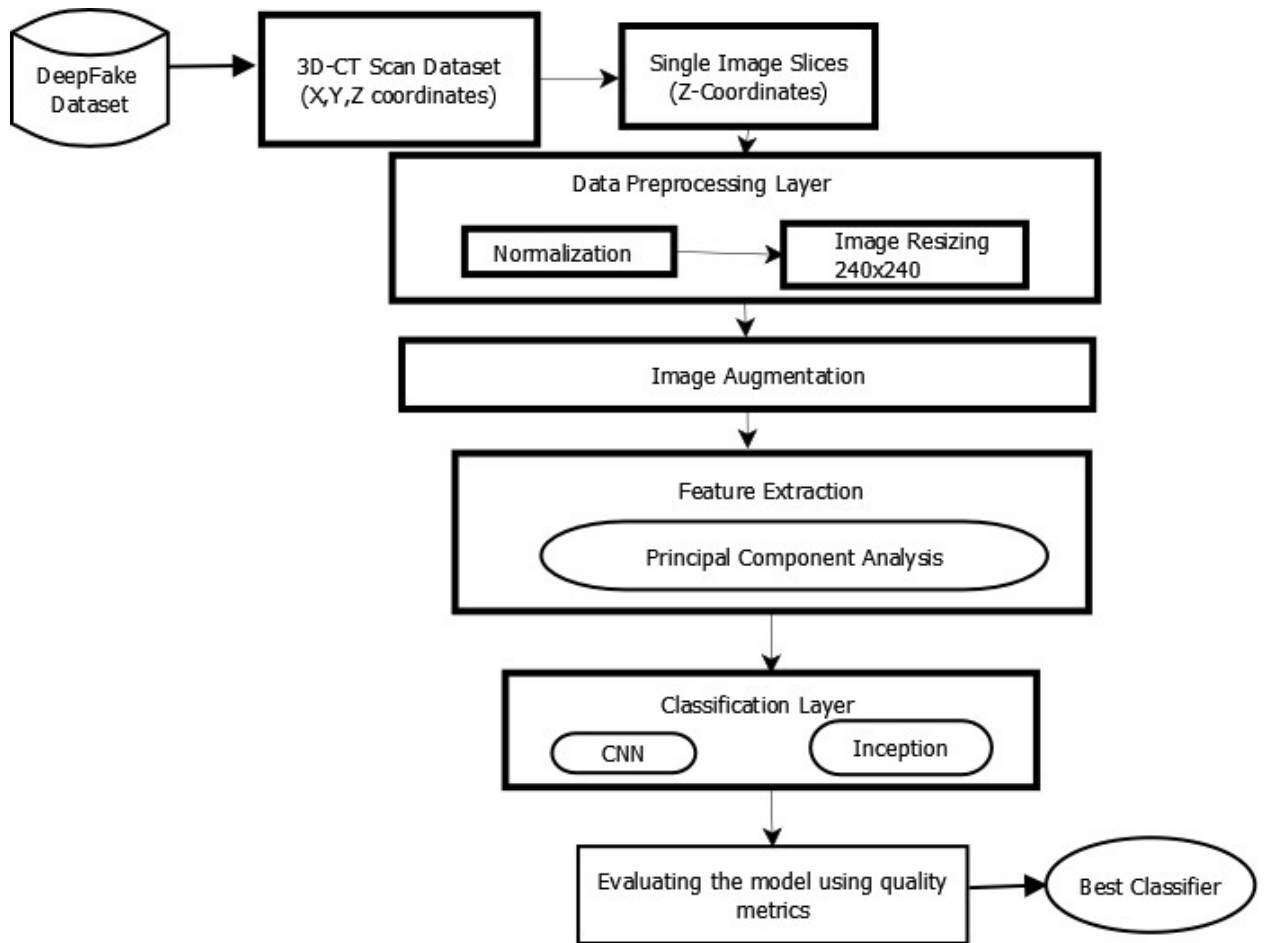 DeepFake
Dataset
3D-CT Scan Dataset
(X,Y,Z coordinates)
Single Image Slices
(Z-Coordinates)
Data Preprocessing Layer
Normalization
Image Resizing
240x240
Image Augmentation
Feature Extraction
Principal Component Analysis
Classification Layer
CNN
Inception
Evaluating the model using quality
metrics
Best Classifier